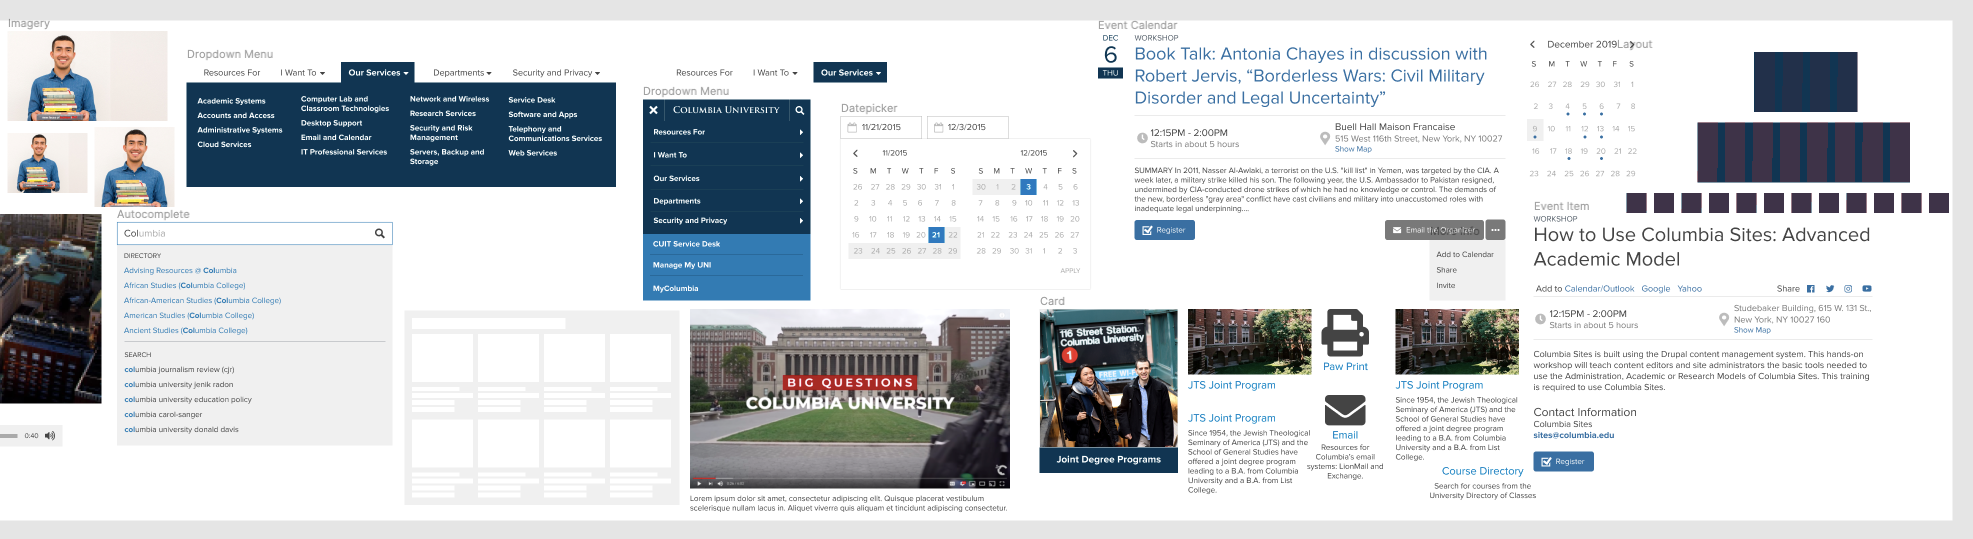 Imagery
Dropdown Menu
Resources For I Want To Our Services Departments Security and Privacy
Academic Systems
Accounts and Access
Administrative Systems
Cloud Services
Computer Lab and
Classroom Technologies
Desktop Support
Email and Calendar
IT Professional Services
Network and Wireless
Research Services
Security and Risk
Management
Servers, Backup and
Storage
Service Desk
Software and Apps
Telephony and
Communications Services
Web Services
Autocomplete
Columbia
DIRECTORY
Advising Resources @ Columbia
African Studies (Columbia College)
African-American Studies (Columbia College)
American Studies (Columbia College)
Ancient Studies (Columbia College)
SEARCH
columbia journalism review (cjr)
columbia university jenik radon
columbia university education policy
columbia carol-sanger
columbia university donald davis
0:40
Resources For I Want To Our Services
Dropdown Menu
COLUMBIA UNIVERSITY
Resources For
I Want To
Our Services
Departments
Security and Privacy
CUIT Service Desk
Manage My UNI
MyColumbia
Datepicker
11/21/2015 12/3/2015
11/2015
S M T W T F S
26 27 28 29 30 31 1
2 3 4 5 6 7 8
9 10 11 12 13 14 15
16 17 18 19 20 21 22
23 24 25 26 27 28 29
12/2015
S M T W T F S
30 1 2 3 4 5 6
7 8 9 10 11 12 13
14 15 16 17 18 19 20
21 22 23 24 25 26 27
28 29 30 31 1 2 3
APPLY
BIG QUESTIONS
COLUMBIA UNIVERSITY
Lorem ipsum dolor sit amet, consectetur adipiscing elit. Quisque placerat vestibulum
scelerisque nullam lacus in. Aliquet viverra quis aliquam et tincidunt adipiscing consectetur.
Event Calendar
DEC
6
THU
WORKSHOP
Book Talk: Antonia Chayes in discussion with
Robert Jervis, “Borderless Wars: Civil Military
Disorder and Legal Uncertainty”
12:15PM - 2:00PM
Starts in about 5 hours
Buell Hall Maison Francaise
515 West 116th Street, New York, NY 10027
Show Map
SUMMARY In 2011, Nasser Al-Awlaki, a terrorist on the U.S. "kill list" in Yemen, was targeted by the CIA. A
week later, a military strike killed his son. The following year, the U.S. Ambassador to Pakistan resigned,
undermined by CIA-conducted drone strikes of which he had no knowledge or control. The demands of
the new, borderless "gray area" conflict have cast civilians and military into unaccustomed roles with
inadequate legal underpinning....
Register
Email the Organizer
Add to Calendar
Share
Invite
Card
116 Street Station
Columbia University
1
FREE WI-F
Joint Degree Programs
JTS Joint Program
JTS Joint Program
Since 1954, the Jewish Theological
Seminary of America (JTS) and the
School of General Studies have
offered a joint degree program
leading to a B.A. from Columbia
University and a B.A. from List
College.
Paw Print
Email
Resources for
Columbia's email
systems: LionMail and
Exchange.
JTS Joint Program
Since 1954, the Jewish Theological
Seminary of America (JTS) and the
School of General Studies have
offered a joint degree program
leading to a B.A. from Columbia
University and a B.A. from List
College.
Course Directory
Search for courses from the
University Directory of Classes
December 2019
Layout
S M T W T F S
26 27 28 29 30 31 1
2 3 4 5 6 7 8
9 10 11 12 13 14 15
16 17 18 19 20 21 22
23 24 25 26 27 28 29
Event Item
WORKSHOP
How to Use Columbia Sites: Advanced
Academic Model
Add to Calendar/Outlook Google Yahoo Share
12:15PM - 2:00PM
Starts in about 5 hours
Studebaker Building, 615 W. 131 St.,
New York, NY 10027 160
Show Map
Columbia Sites is built using the Drupal content management system. This hands-on
workshop will teach content editors and site administrators the basic tools needed to
use the Administration, Academic or Research Models of Columbia Sites. This training
is required to use Columbia Sites.
Contact Information
Columbia Sites
sites@columbia.edu
Register